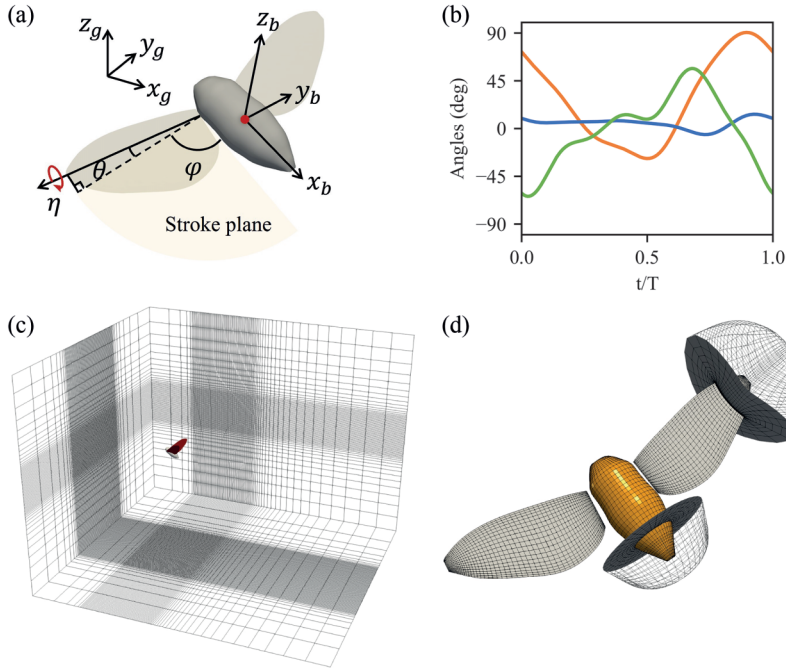 (a)
z_g
y_g
x_g
z_b
y_b
x_b
θ
φ
η
Stroke plane
(b)
Angles (deg)
90
45
0
−45
−90
0.0
0.5
1.0
t/T
(c)
(d)